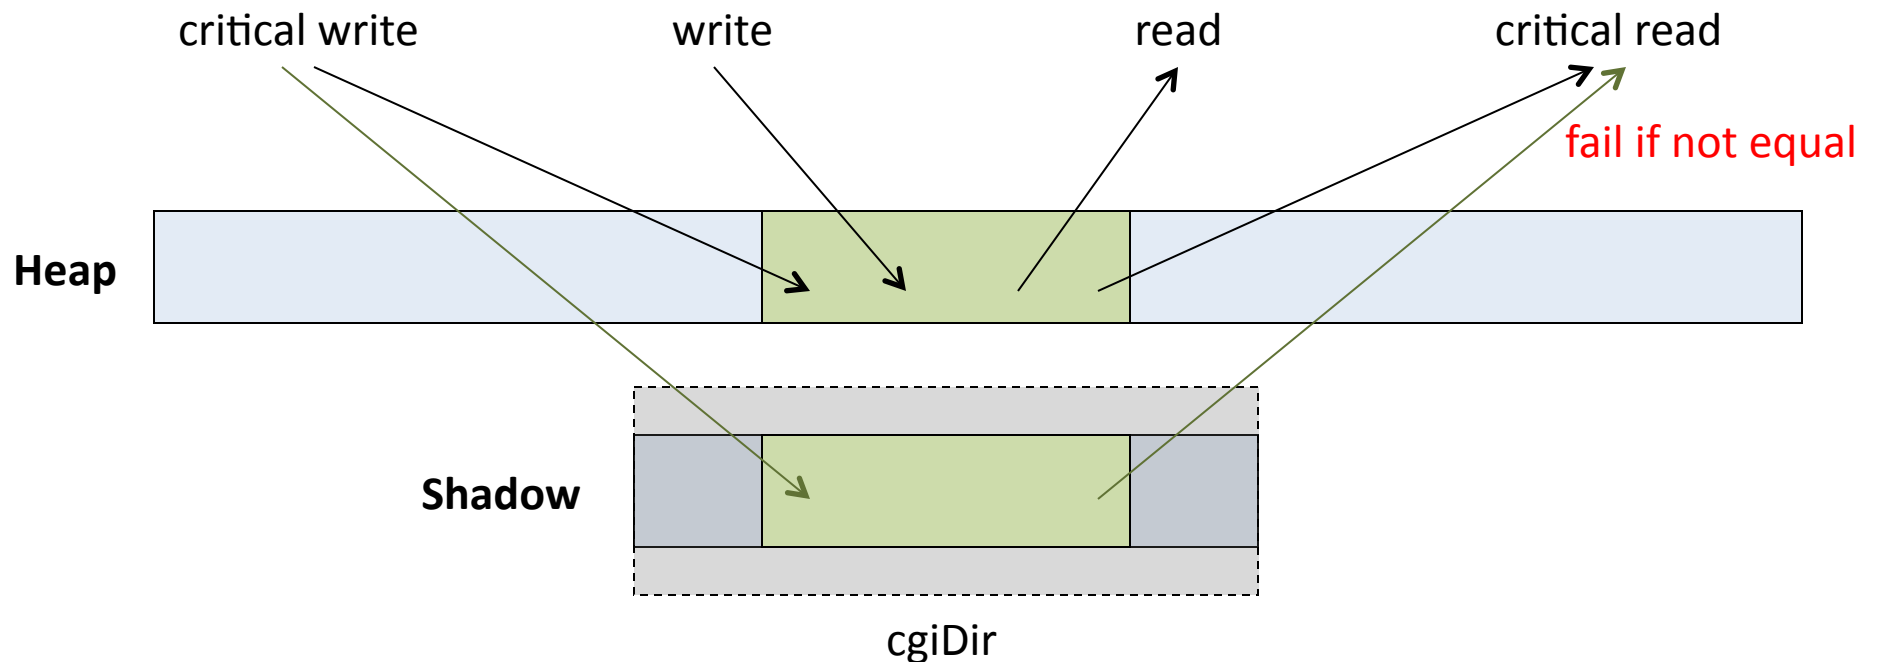 critical write
write
read
critical read
fail if not equal
Heap
Shadow
cgiDir